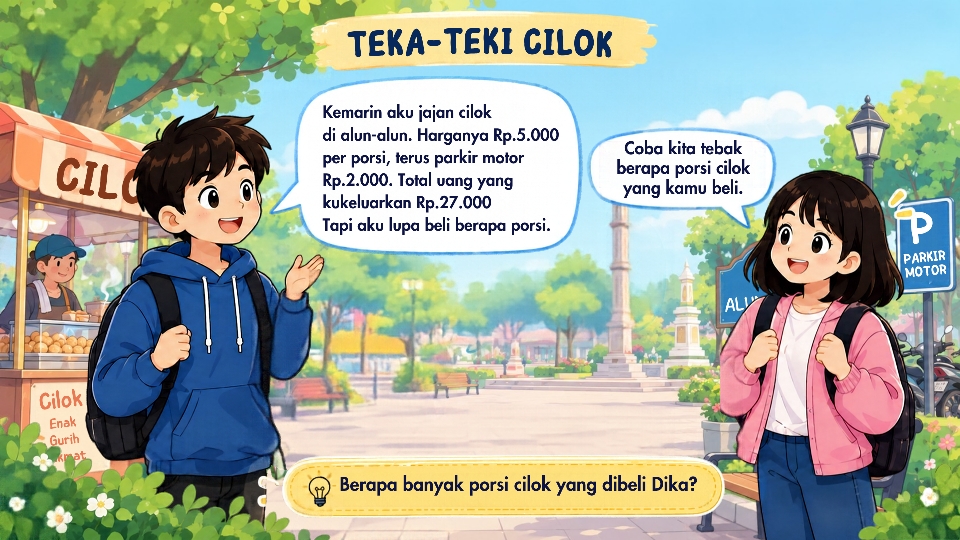 TEKA-TEKI CILOK
Kemarin aku jajan cilok
di alun-alun. Harganya Rp.5.000
per porsi, terus parkir motor
Rp.2.000. Total uang yang
kukeluarkan Rp.27.000
Tapi aku lupa beli berapa porsi.
Coba kita tebak
berapa porsi cilok
yang kamu beli.
CILO
P
PARKIR
MOTOR
ALU
Cilok
Enak
Gurih
Berapa banyak porsi cilok yang dibeli Dika?